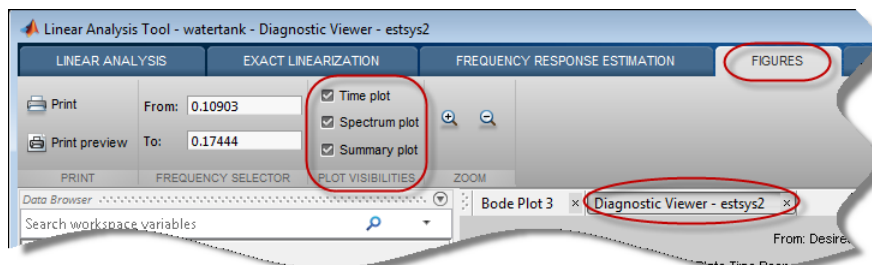 Linear Analysis Tool - watertank - Diagnostic Viewer - estsys2
LINEAR ANALYSIS EXACT LINEARIZATION FREQUENCY RESPONSE ESTIMATION FIGURES
Print From: 0.10903 Time plot
Spectrum plot
Print preview To: 0.17444 Summary plot
PRINT FREQUENCY SELECTOR PLOT VISIBILITIES ZOOM
Data Browser
Bode Plot 3 × Diagnostic Viewer - estsys2 ×
Search workspace variables
From: Desire